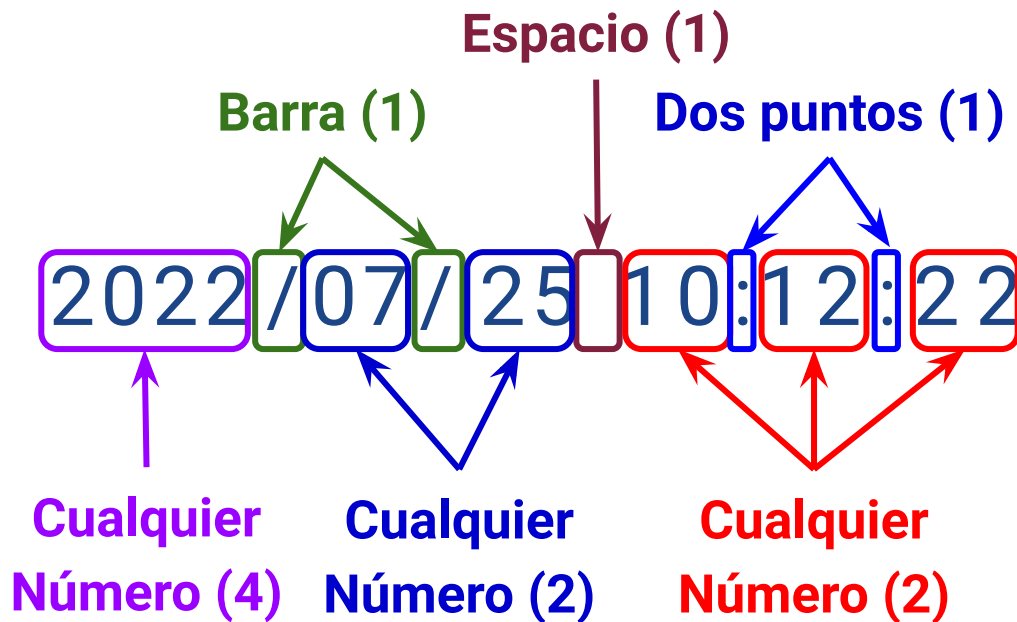 Espacio (1)
Barra (1)
Dos puntos (1)
2022/07/25 10:12:22
Cualquier
Número (4)
Cualquier
Número (2)
Cualquier
Número (2)